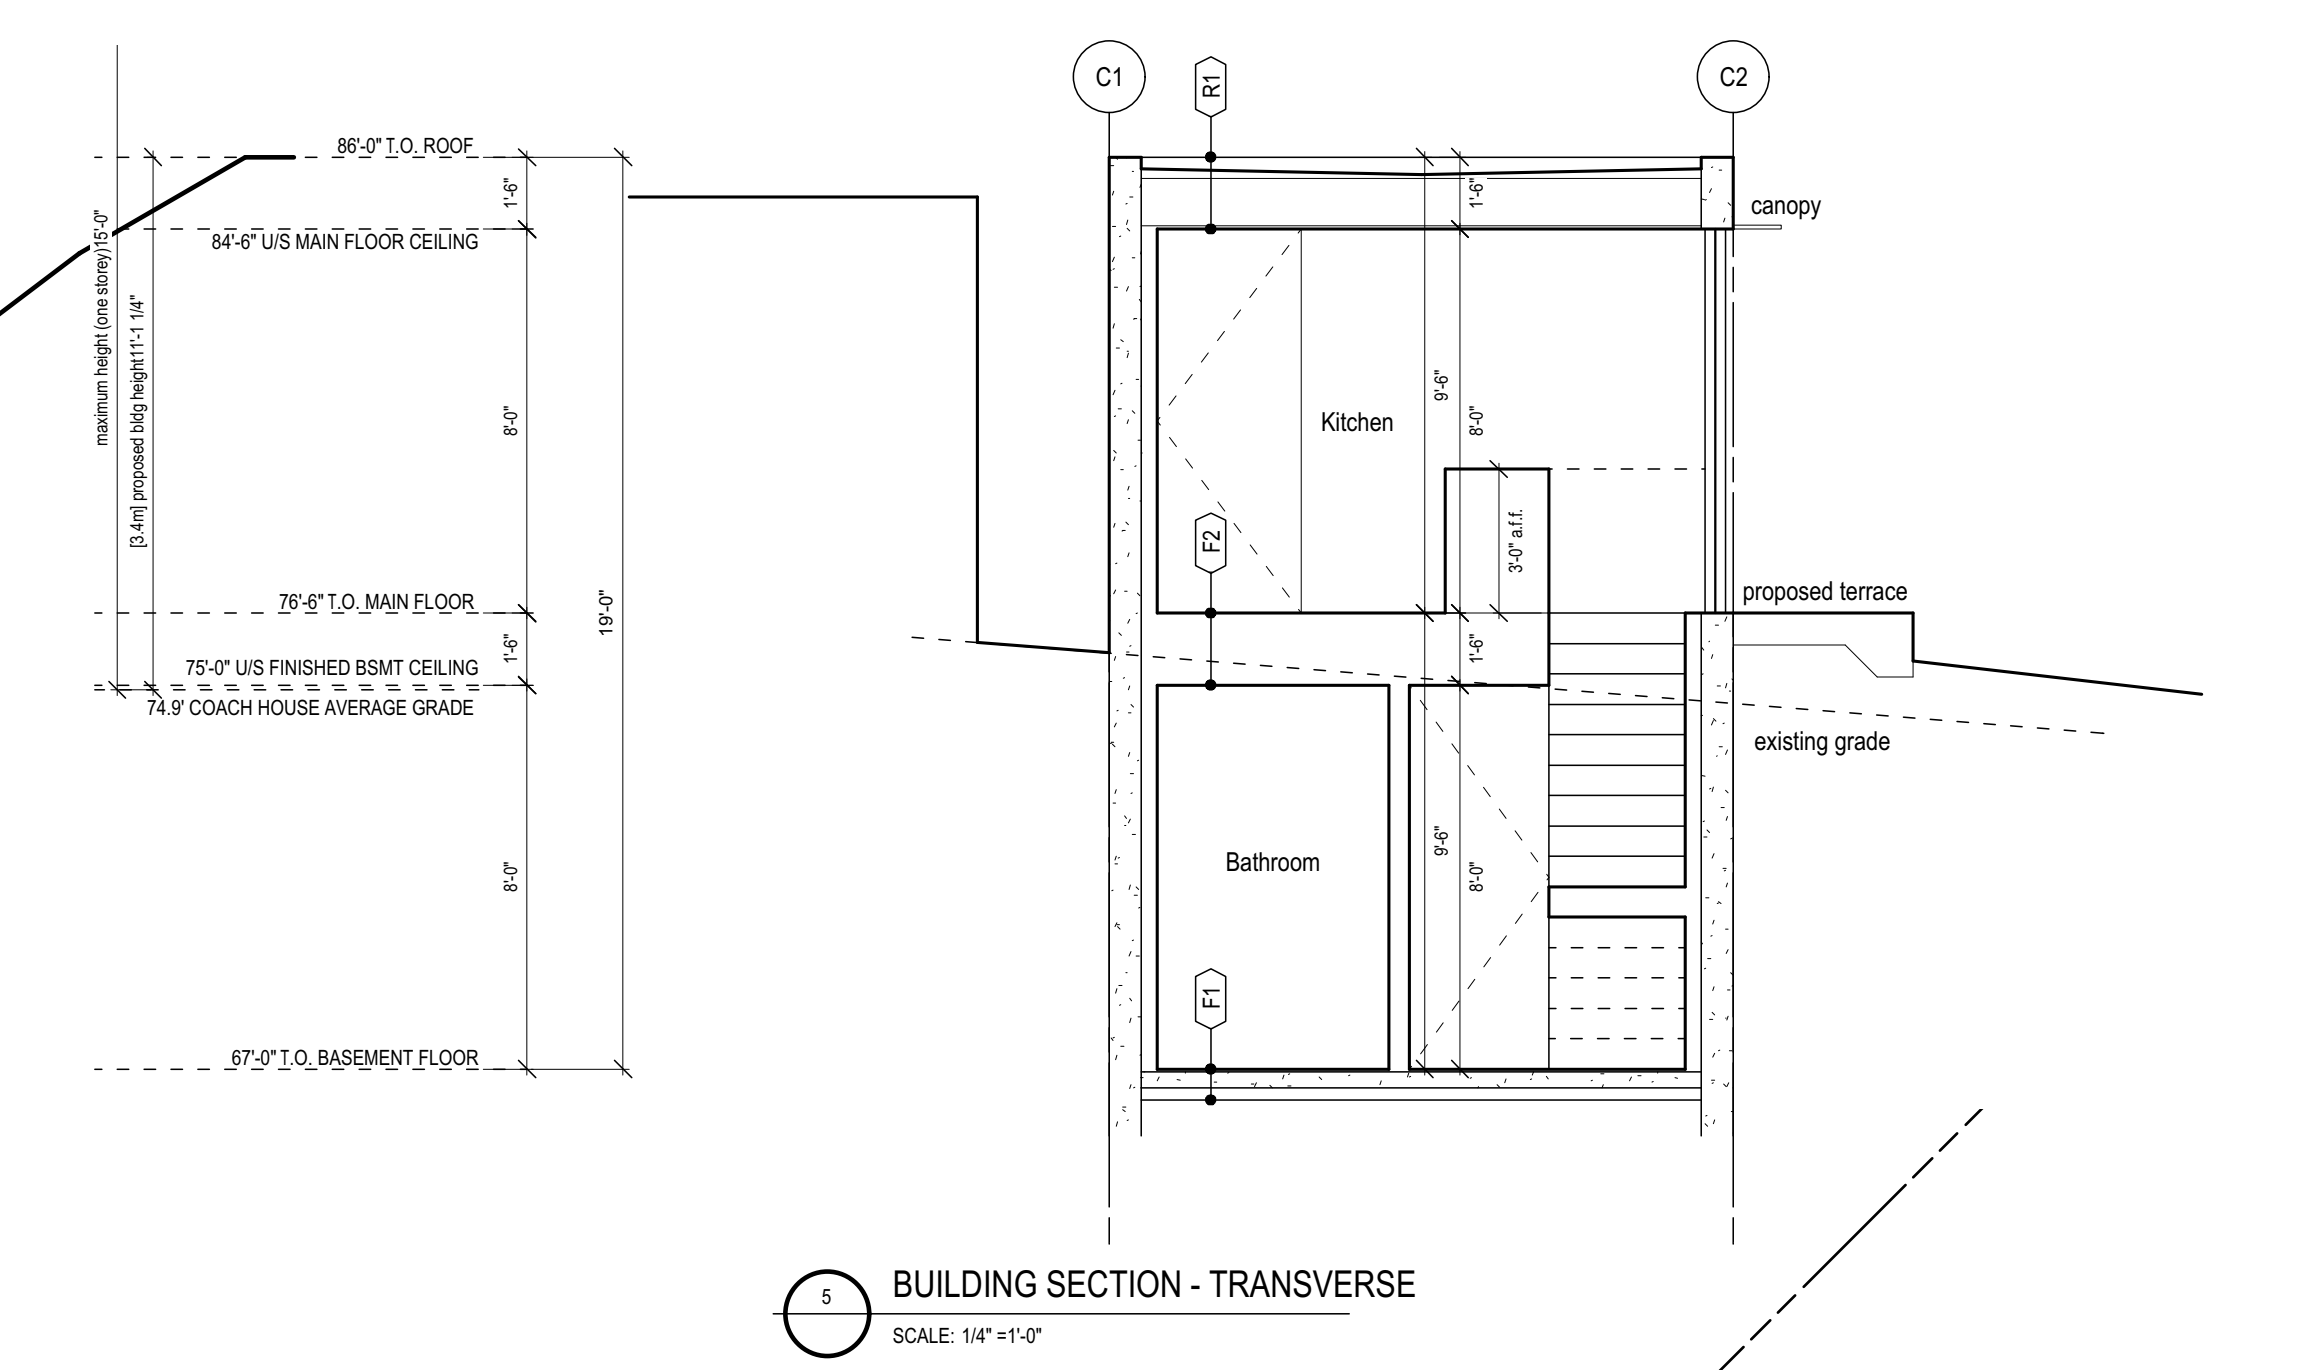 C1
R1
C2
86'-0" T.O. ROOF
1'-6"
1'-6"
canopy
84'-6" U/S MAIN FLOOR CEILING
maximum height (one storey)15'-0"
[3.4m] proposed bldg height11'-1 1/4"
8'-0"
9'-6"
8'-0"
Kitchen
3'-0" a.f.f.
F2
76'-6" T.O. MAIN FLOOR
19'-0"
proposed terrace
1'-6"
1'-6"
75'-0" U/S FINISHED BSMT CEILING
74.9' COACH HOUSE AVERAGE GRADE
existing grade
8'-0"
Bathroom
9'-6"
8'-0"
F1
67'-0" T.O. BASEMENT FLOOR
5
BUILDING SECTION - TRANSVERSE
SCALE: 1/4" =1'-0"